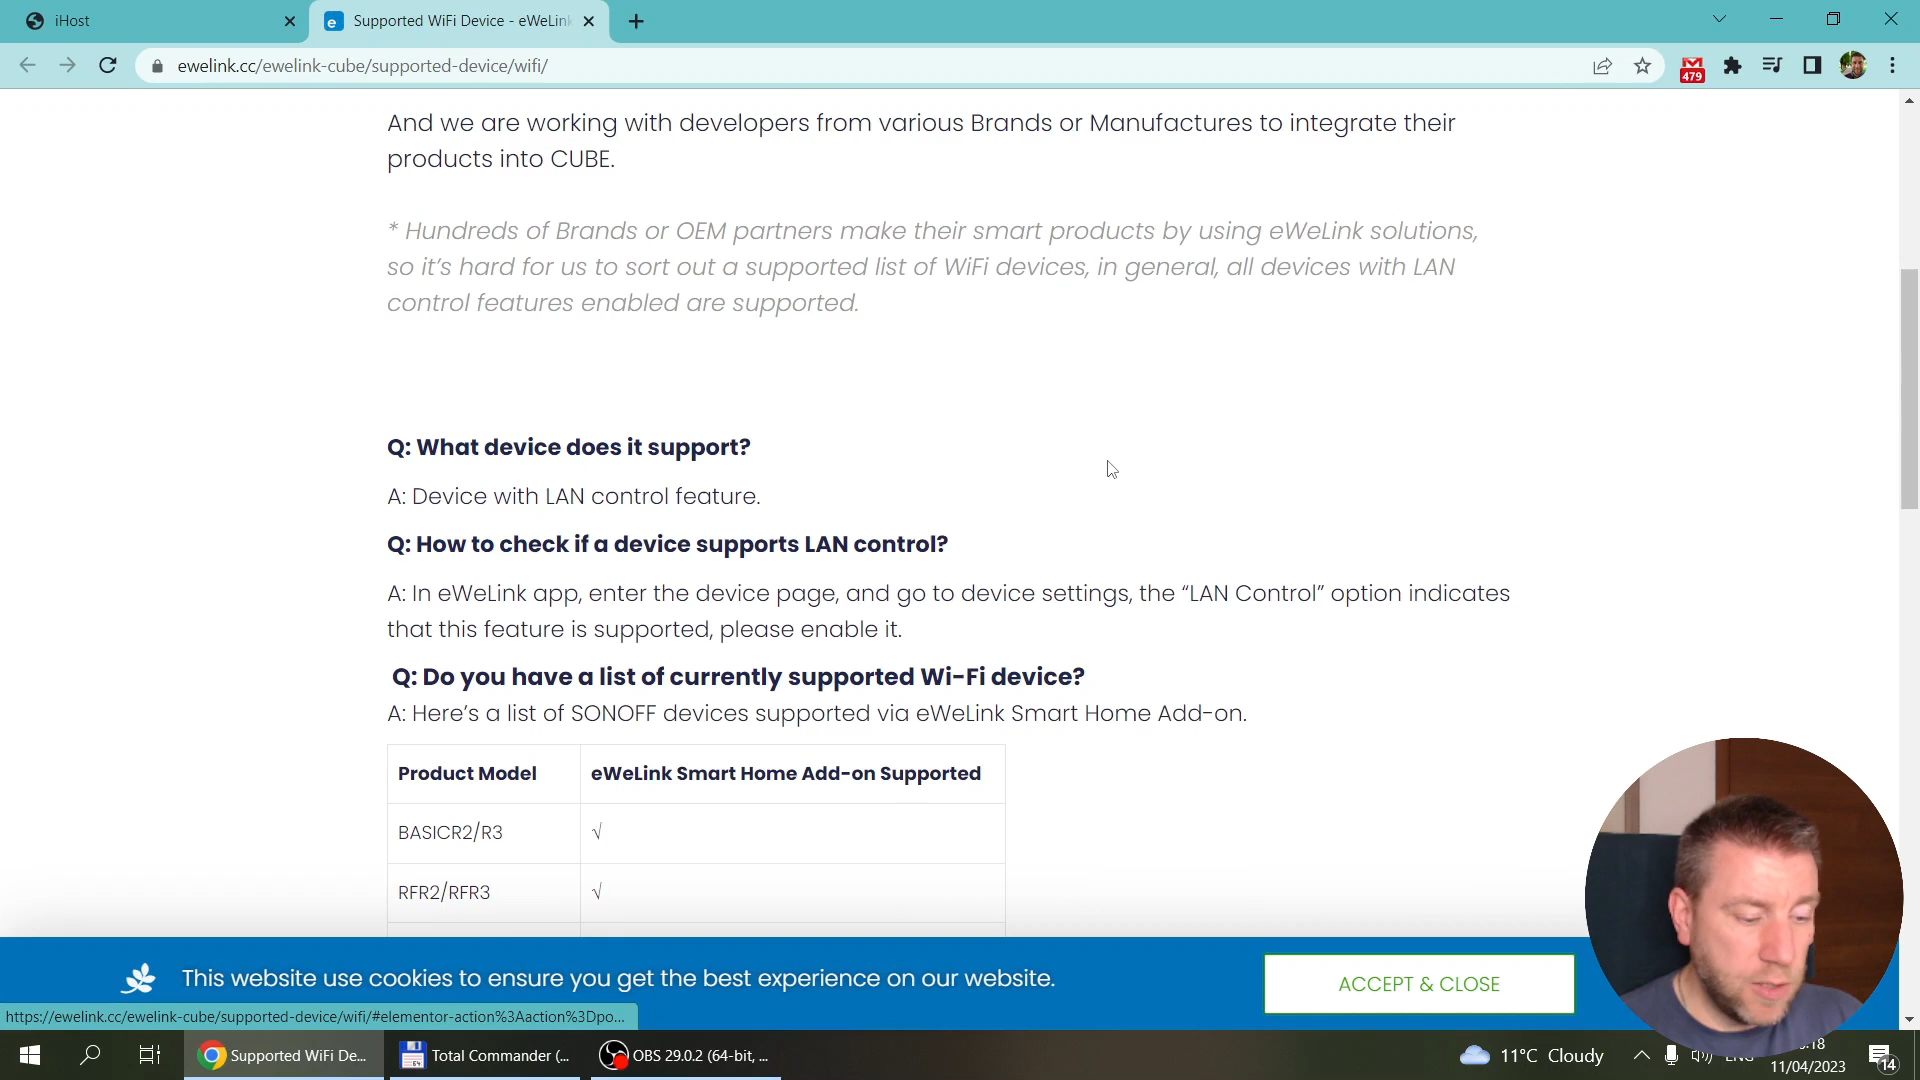 iHost
Supported WiFi Device - eWeLin
ewelink.cc/ewelink-cube/supported-device/wifi/
479
And we are working with developers from various Brands or Manufactures to integrate their
products into CUBE.
* Hundreds of Brands or OEM partners make their smart products by using eWeLink solutions,
so it's hard for us to sort out a supported list of WiFi devices, in general, all devices with LAN
control features enabled are supported.
Q: What device does it support?
A: Device with LAN control feature.
Q: How to check if a device supports LAN control?
A: In eWeLink app, enter the device page, and go to device settings, the “LAN Control” option indicates
that this feature is supported, please enable it.
Q: Do you have a list of currently supported Wi-Fi device?
A: Here's a list of SONOFF devices supported via eWeLink Smart Home Add-on.
Product Model eWeLink Smart Home Add-on Supported
BASICR2/R3 √
RFR2/RFR3 √
This website use cookies to ensure you get the best experience on our website.
ACCEPT & CLOSE
https://ewelink.cc/ewelink-cube/supported-device/wifi/#elementor-action%3Aaction%3Dpo...
Supported WiFi De...
Total Commander (...
OBS 29.0.2 (64-bit, ...
11°C Cloudy
11/04/2023
14